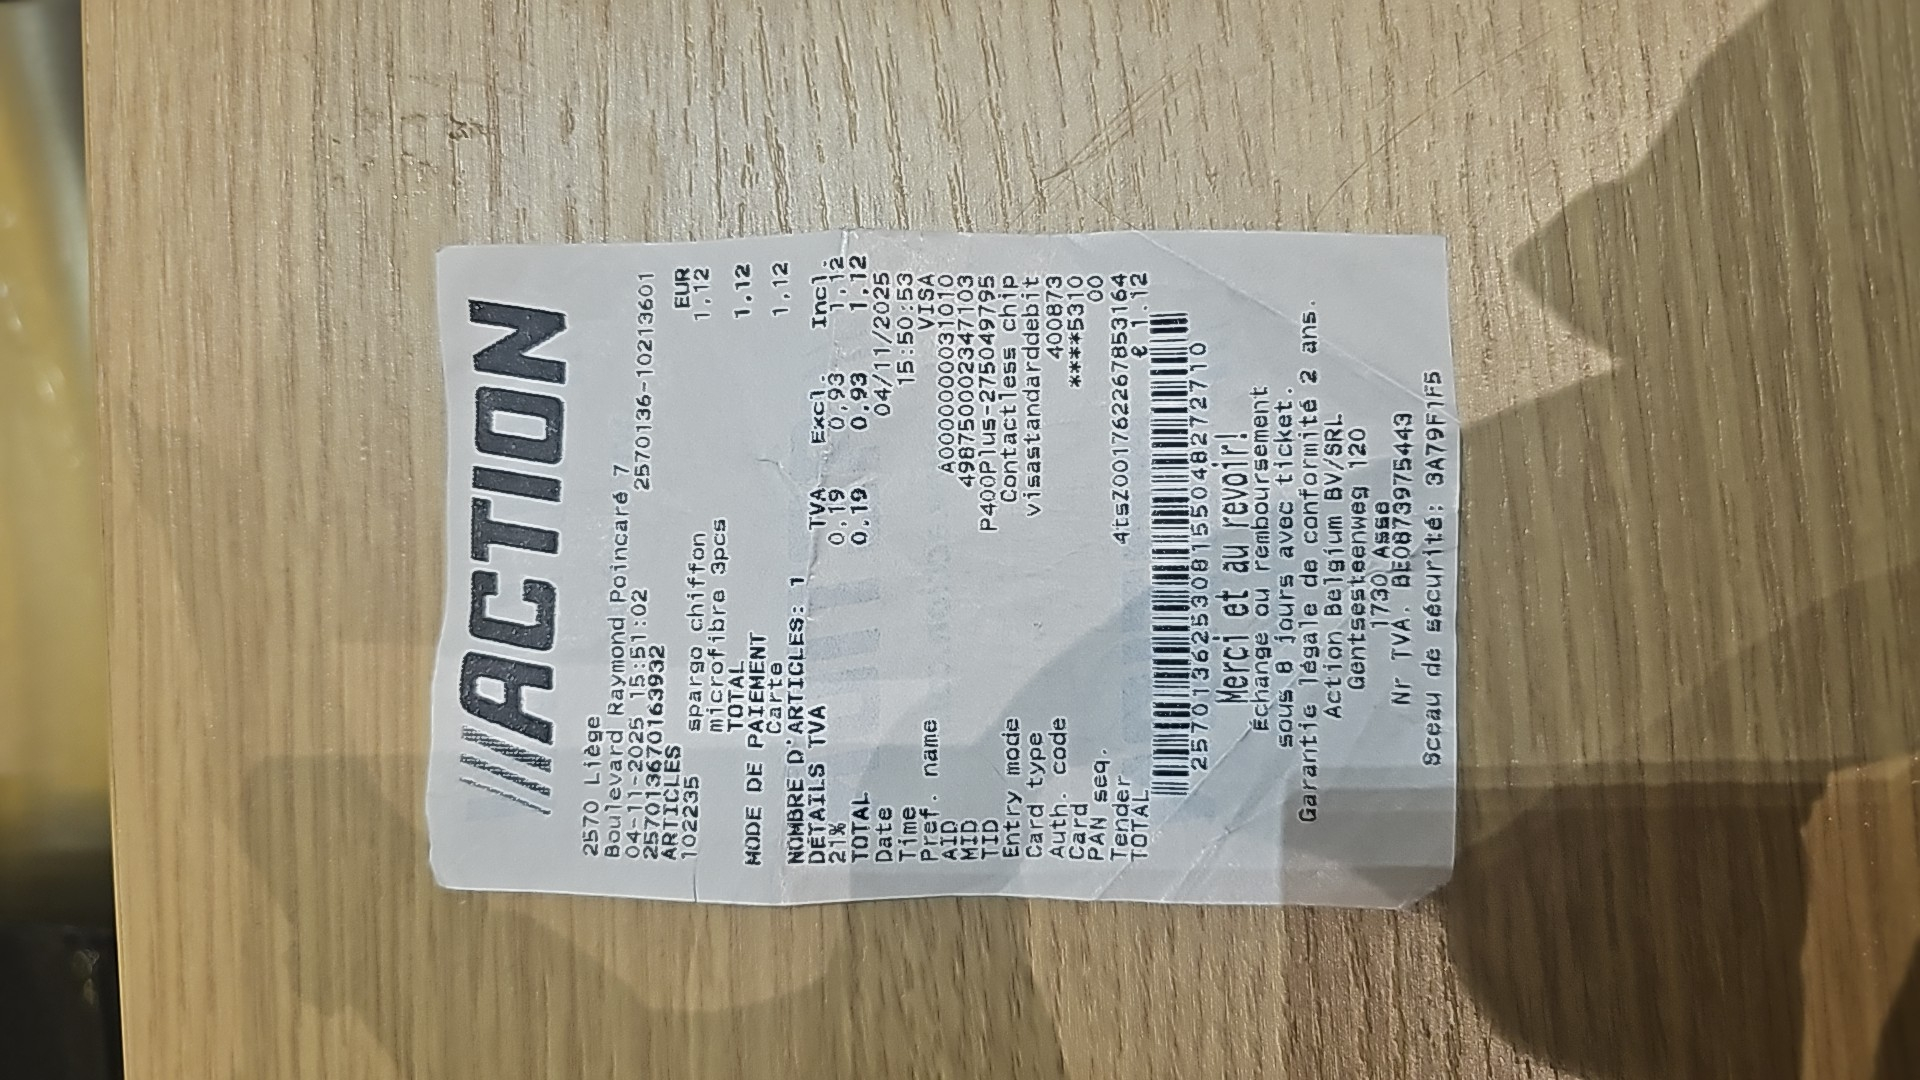 ///ACTION
2570 Liège
Boulevard Raymond Poincaré 7
04-11-2025 15:51:02 2570136-10213601
2570136701163932
ARTICLES EUR
102235 spargo chiffon 1,12
microfibre 3pcs
TOTAL 1,12
MODE DE PAIEMENT
Carte 1,12
NOMBRE D'ARTICLES: 1
DETAILS TVA TVA Excl. Incl.
21% 0,19 0,93 1,12
TOTAL 0,19 0,93 1,12
Date 04/11/2025
Time 15:50:53
Pref. name VISA
AID A0000000031010
MID 498750002347103
TID P400Plus-275049795
Entry mode Contactless chip
Card type visastandarddebit
Auth. code 400873
Card ****5310
PAN seq. 00
Tender 4tsZ001762267853164
TOTAL € 1.12
2570136253081550482727​10
Merci et au revoir!
Échange ou remboursement
sous 8 jours avec ticket.
Garantie légale de conformité 2 ans.
Action Belgium BV/SRL
Gentsesteenweg 120
1730 Asse
Nr TVA. BE0873975443
Sceau de sécurité: 3A79F1F5